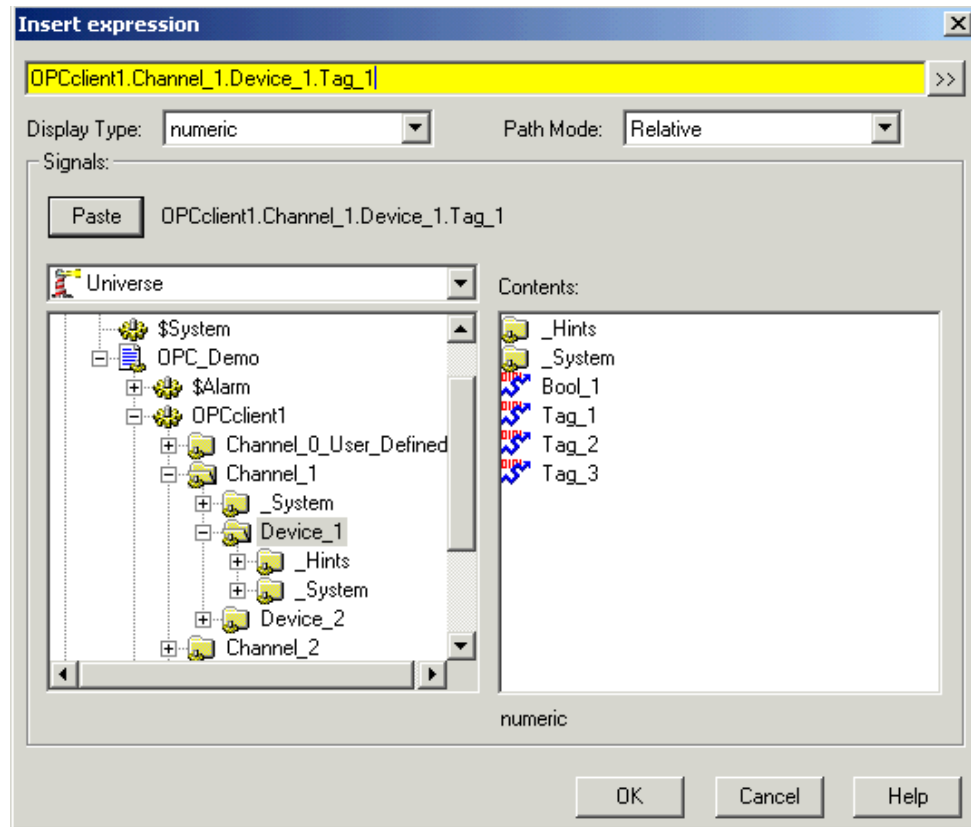 Insert expression
OPCclient1.Channel_1.Device_1.Tag_1
>>
Display Type: numeric Path Mode: Relative
Signals:
Paste OPCclient1.Channel_1.Device_1.Tag_1
Universe
Contents:
$System
OPC_Demo
$Alarm
OPCclient1
Channel_0_User_Defined
Channel_1
_System
Device_1
_Hints
_System
Device_2
Channel_2
_Hints
_System
Bool_1
Tag_1
Tag_2
Tag_3
numeric
OK Cancel Help